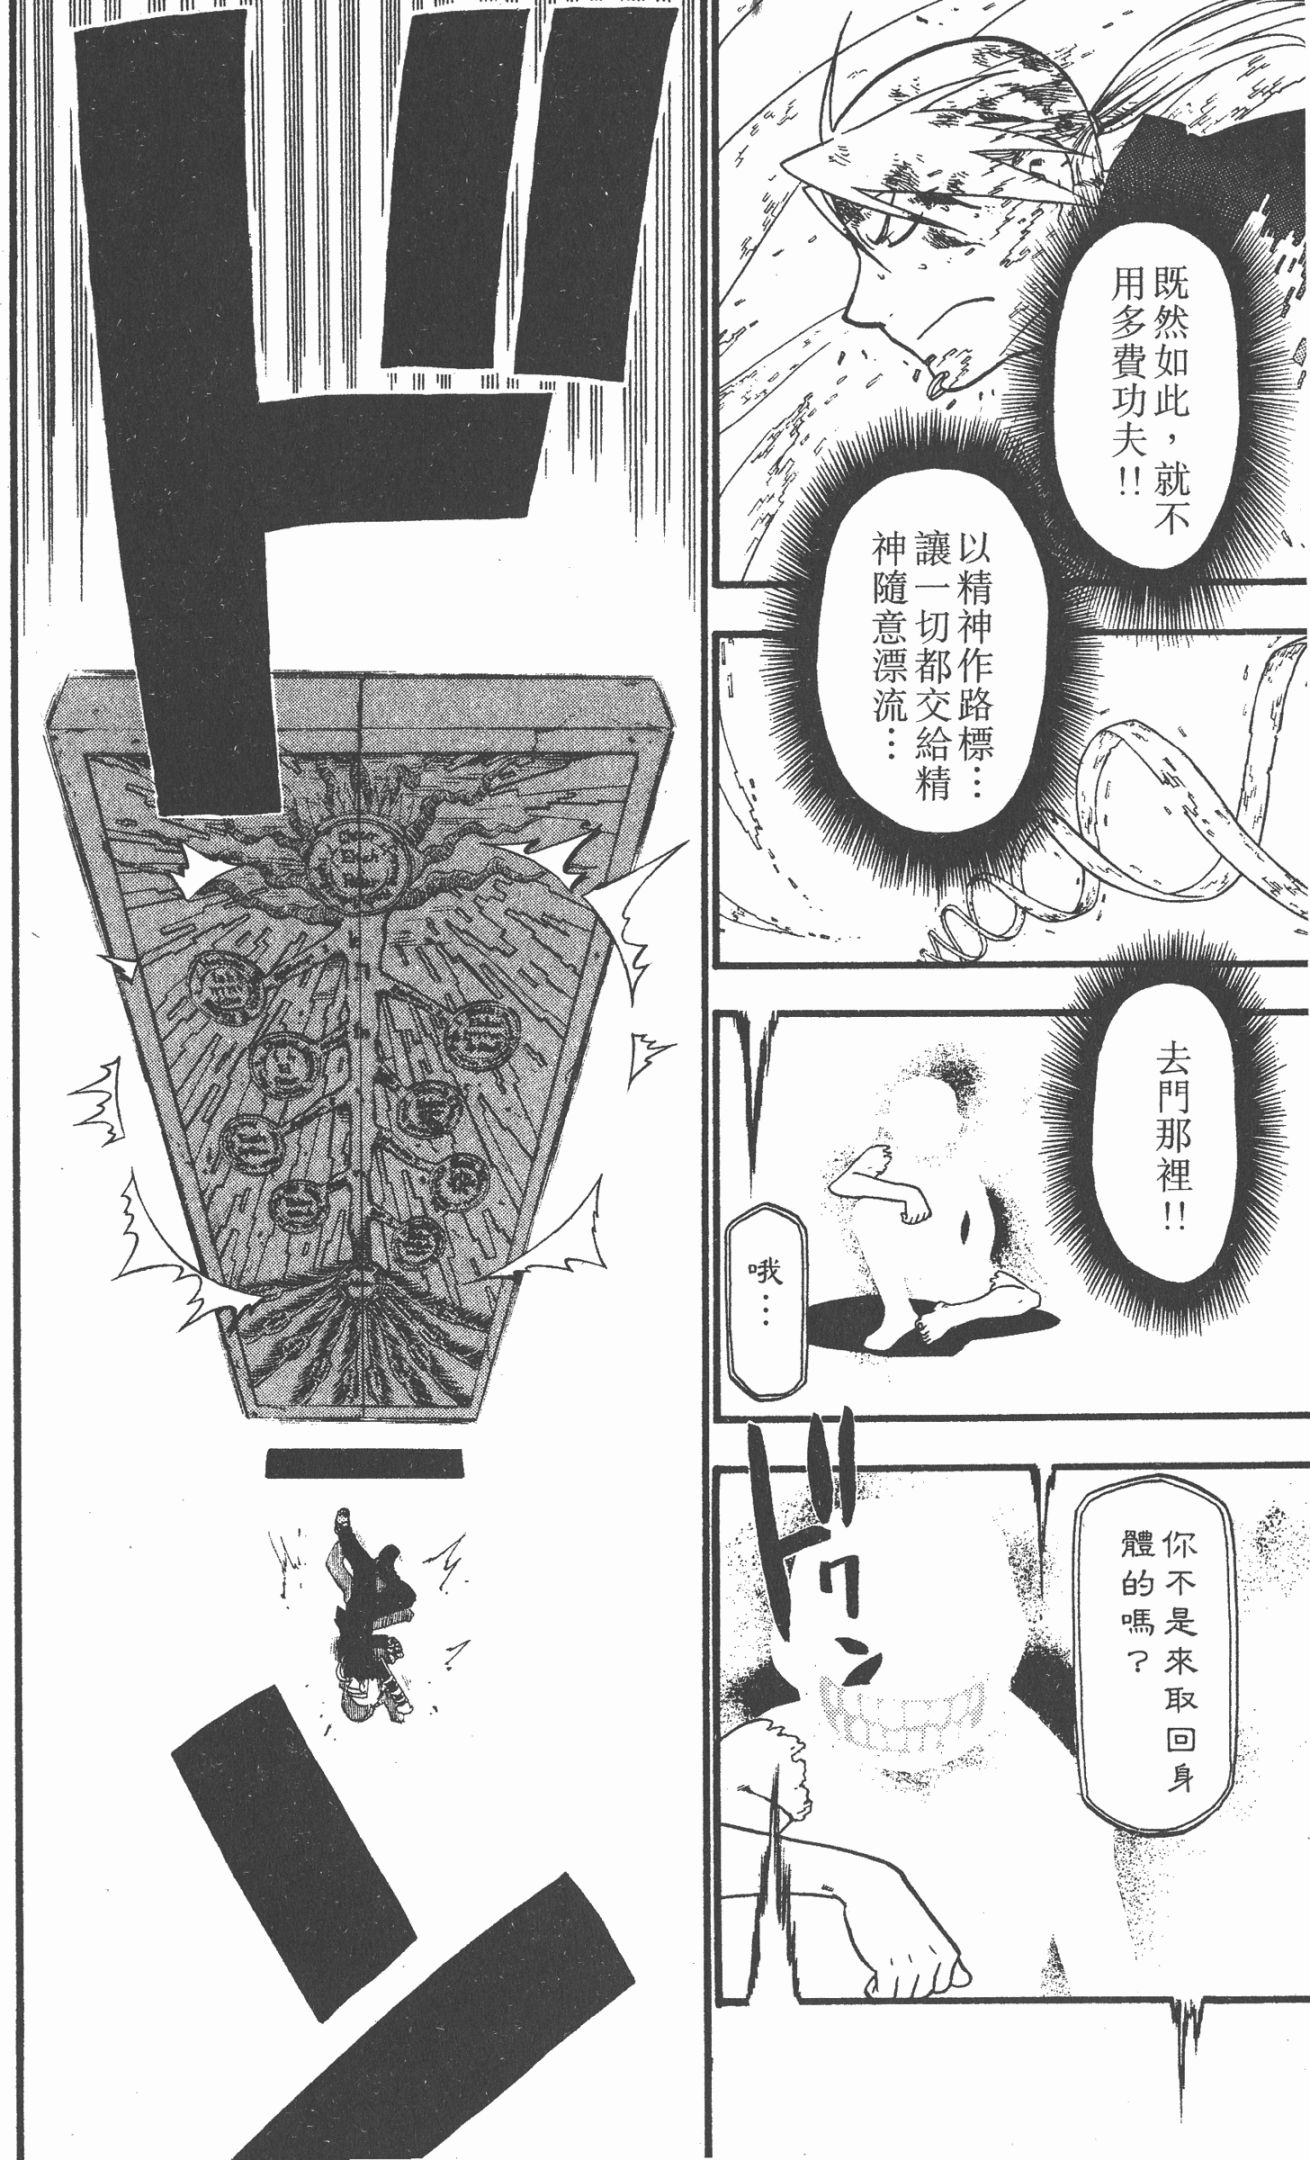 既然如此，就不
用多費功夫!!
以精神作路標…
讓一切都交給精
神隨意漂流…
去門那裡!!
哦…
你不是來取回身
體的嗎？
ドクン
ドン